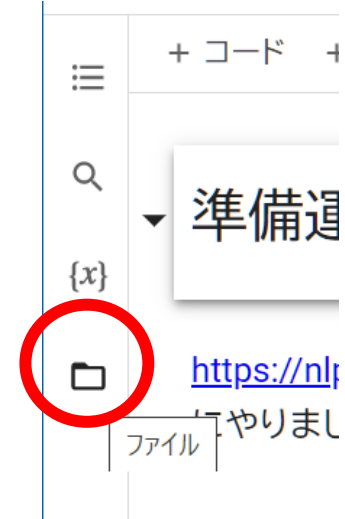 + コード +
準備運
{x}
https://nlp
にやりまし
ファイル